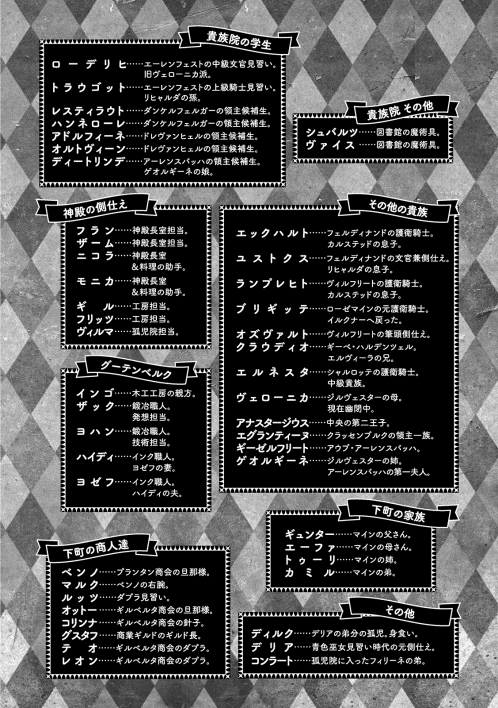 貴族院の学生
ローデリヒ……エーレンフェストの中級文官見習い。
旧ヴェローニカ派。
トラウゴット……エーレンフェストの上級騎士見習い。
リヒャルダの孫。
レスティラウト……ダンケルフェルガーの領主候補生。
ハンネローレ……ダンケルフェルガーの領主候補生。
アドルフィーネ……ドレヴァンヒェルの領主候補生。
オルトヴィーン……ドレヴァンヒェルの領主候補生。
ディートリンデ……アーレンスバッハの領主候補生。
ゲオルギーネの娘。
貴族院 その他
シュバルツ……図書館の魔術具。
ヴァイス……図書館の魔術具。
神殿の側仕え
フラン……神殿長室担当。
ザーム……神殿長室担当。
ニコラ……神殿長室
&料理の助手。
モニカ……神殿長室
&料理の助手。
ギル……工房担当。
フリッツ……工房担当。
ヴィルマ……孤児院担当。
その他の貴族
エックハルト……フェルディナンドの護衛騎士。
カルステッドの息子。
ユストクス……フェルディナンドの文官兼側仕え。
リヒャルダの息子。
ランプレヒト……ヴィルフリートの護衛騎士。
カルステッドの息子。
ブリギッテ……ローゼマインの元護衛騎士。
イルクナーへ戻った。
オズヴァルト……ヴィルフリートの筆頭側仕え。
クラウディオ……ギーベ・ハルデンツェル。
エルヴィーラの兄。
エルネスタ……シャルロッテの護衛騎士。
中級貴族。
ヴェローニカ……ジルヴェスターの母。
現在幽閉中。
アナスタージウス……中央の第二王子。
エグランティーヌ……クラッセンブルクの領主一族。
ギーゼルフリート……アウブ・アーレンスバッハ。
ゲオルギーネ……ジルヴェスターの姉。
アーレンスバッハの第一夫人。
グーテンベルク
インゴ……木工工房の親方。
ザック……鍛冶職人。
発想担当。
ヨハン……鍛冶職人。
技術担当。
ハイディ……インク職人。
ヨゼフの妻。
ヨゼフ……インク職人。
ハイディの夫。
下町の家族
ギュンター……マインの父さん。
エーファ……マインの母さん。
トゥーリ……マインの姉。
カミル……マインの弟。
下町の商人達
ベンノ……プランタン商会の旦那様。
マルク……ベンノの右腕。
ルッツ……ダプラ見習い。
オットー……ギルベルタ商会の旦那様。
コリンナ……ギルベルタ商会の針子。
グスタフ……商業ギルドのギルド長。
テオ……ギルベルタ商会のダプラ。
レオン……ギルベルタ商会のダプラ。
その他
ディルク……デリアの弟分の孤児。身食い。
デリア……青色巫女見習い時代の元側仕え。
コンラート……孤児院に入ったフィリーネの弟。